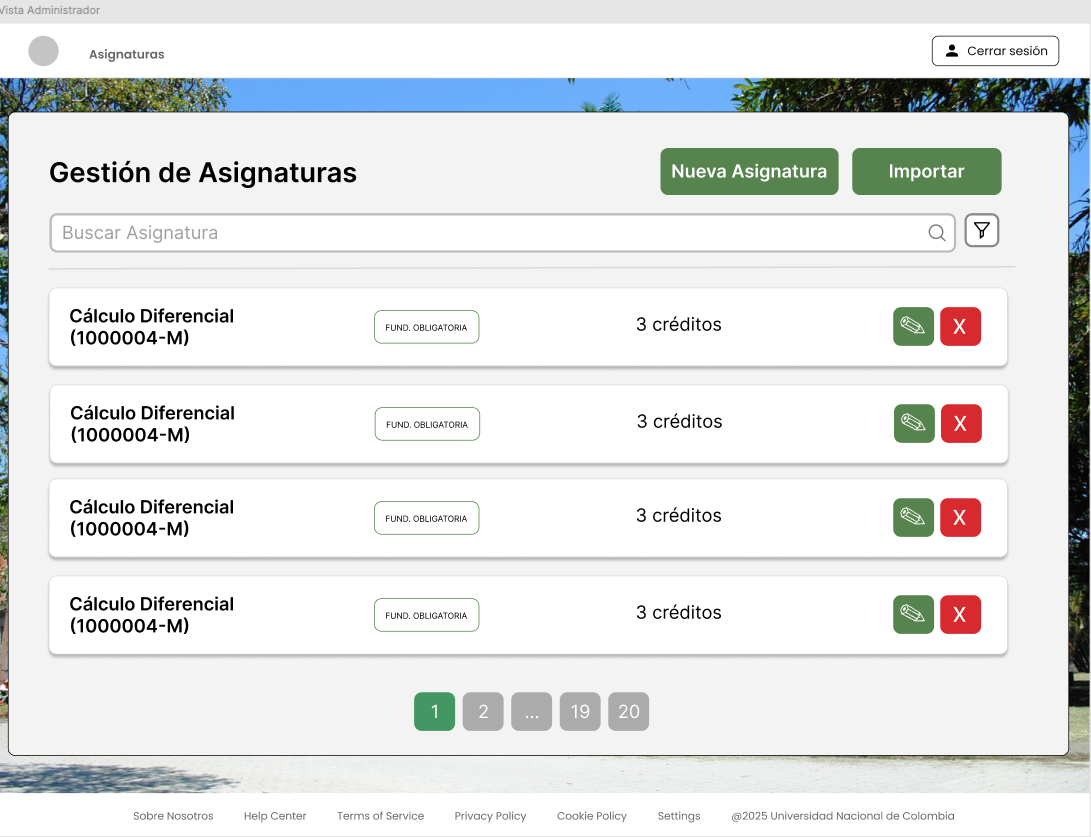 Vista Administrador
Asignaturas
Cerrar sesión
Gestión de Asignaturas
Nueva Asignatura
Importar
Buscar Asignatura
Cálculo Diferencial
(1000004-M)
FUND. OBLIGATORIA
3 créditos
X
Cálculo Diferencial
(1000004-M)
FUND. OBLIGATORIA
3 créditos
X
Cálculo Diferencial
(1000004-M)
FUND. OBLIGATORIA
3 créditos
X
Cálculo Diferencial
(1000004-M)
FUND. OBLIGATORIA
3 créditos
X
1 2 ... 19 20
Sobre Nosotros Help Center Terms of Service Privacy Policy Cookie Policy Settings @2025 Universidad Nacional de Colombia